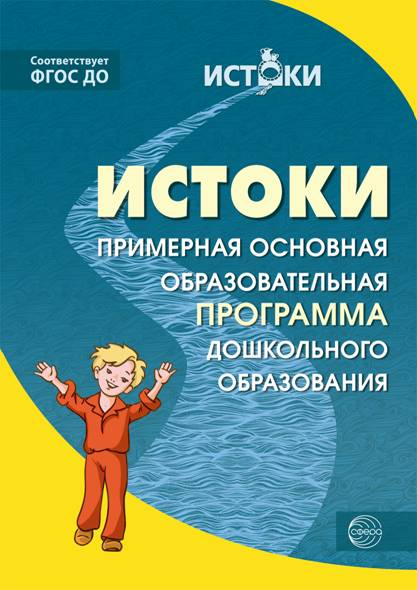 Соответствует
ФГОС ДО
ИСТОКИ
ИСТОКИ
ПРИМЕРНАЯ ОСНОВНАЯ
ОБРАЗОВАТЕЛЬНАЯ
ПРОГРАММА
ДОШКОЛЬНОГО
ОБРАЗОВАНИЯ
сфера